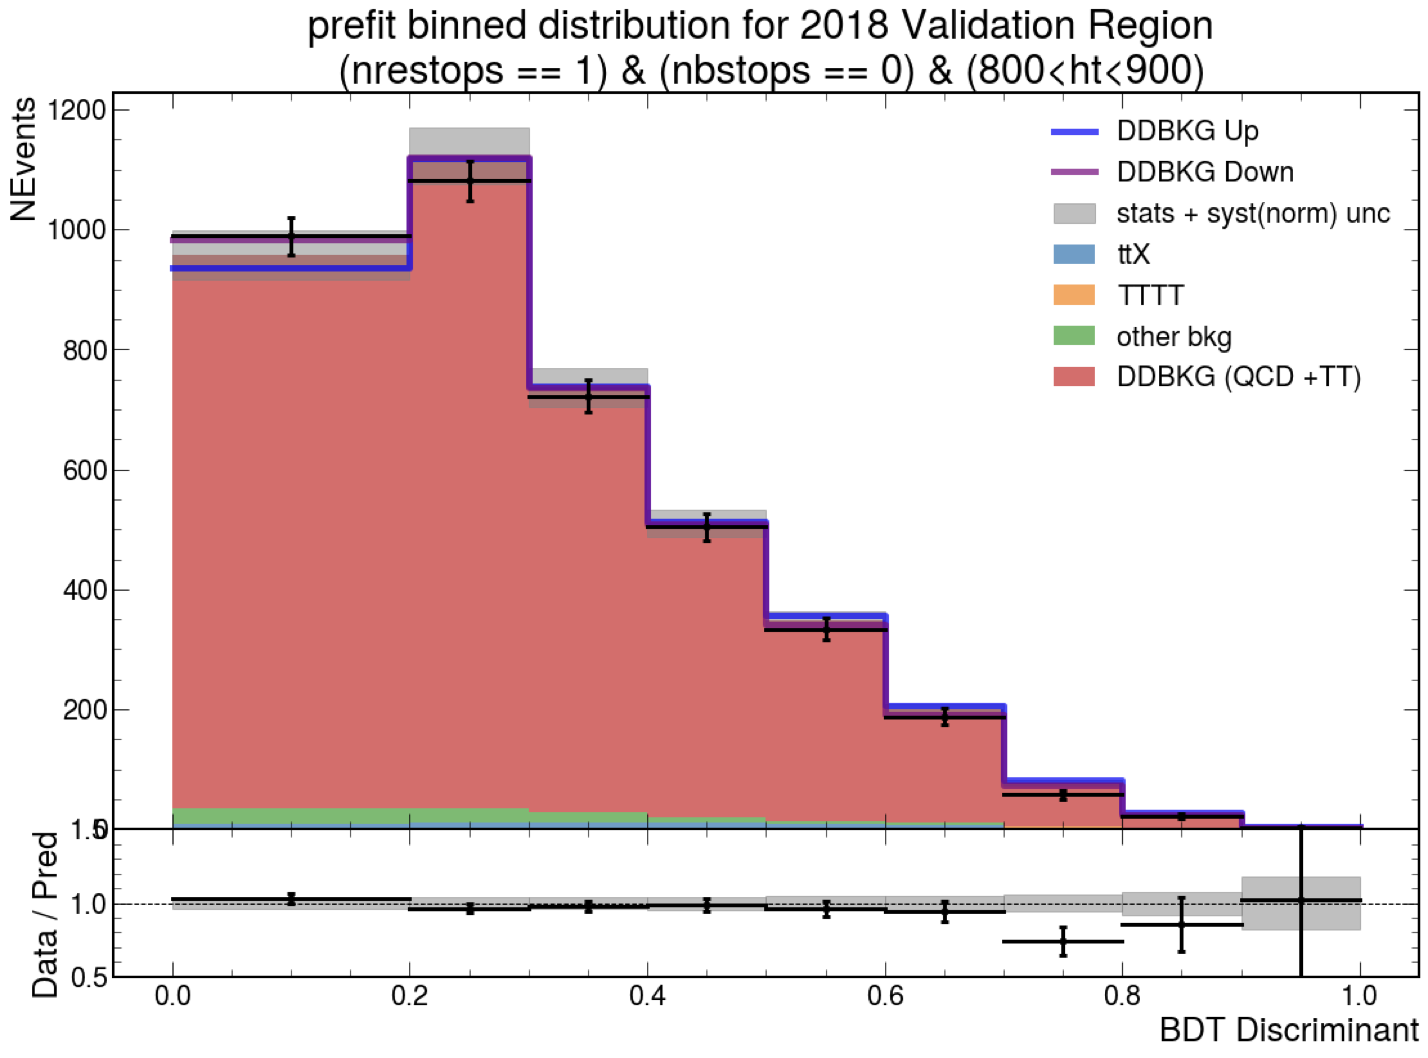 prefit binned distribution for 2018 Validation Region
(nrestops == 1) & (nbstops == 0) & (800<ht<900)
NEvents
1200
1000
800
600
400
200
0
DDBKG Up
DDBKG Down
stats + syst(norm) unc
ttX
TTTT
other bkg
DDBKG (QCD +TT)
Data / Pred
1.5
1.0
0.5
0.0 0.2 0.4 0.6 0.8 1.0
BDT Discriminant